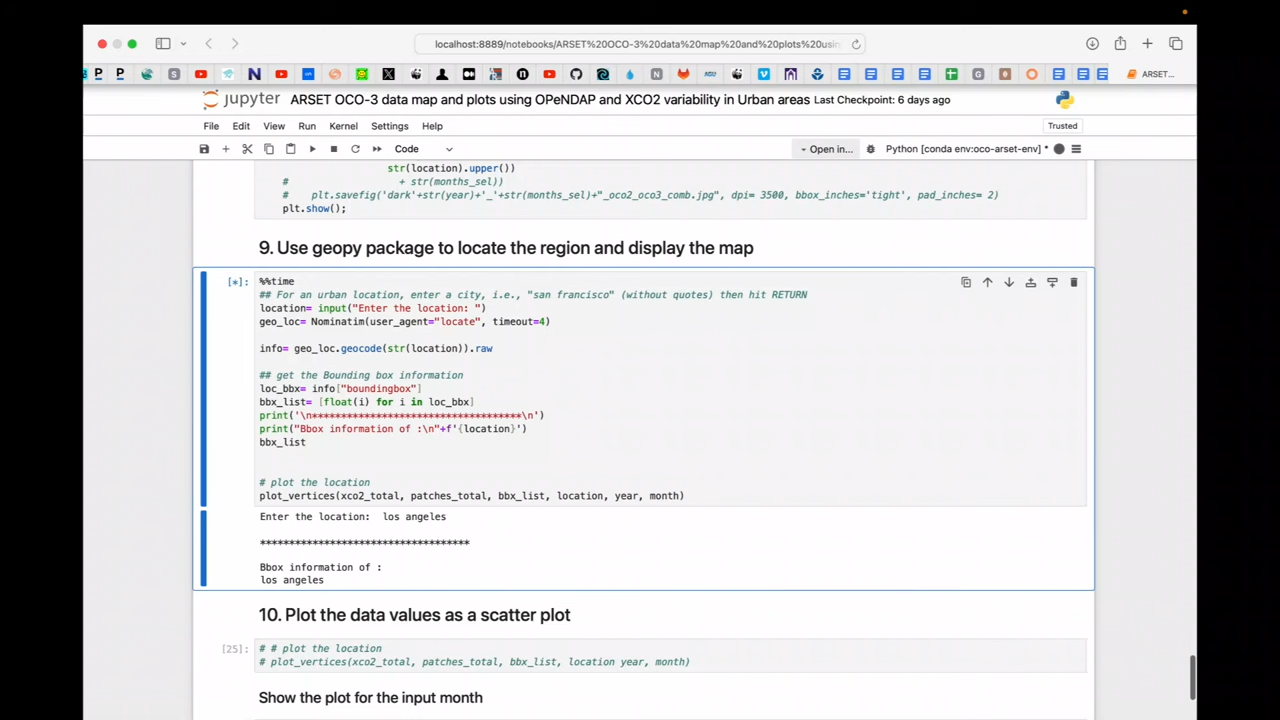 localhost:8889/notebooks/ARSET%20OCO-3%20data%20map%20and%20plots%20usin
ARSET...
jupyter ARSET OCO-3 data map and plots using OPeNDAP and XCO2 variability in Urban areas Last Checkpoint: 6 days ago
File Edit View Run Kernel Settings Help Trusted
Code Open in... Python [conda env:oco-arset-env] *
str(location).upper())
# + str(months_sel))
# plt.savefig('dark'+str(year)+'_'+str(months_sel)+"_oco2_oco3_comb.jpg", dpi= 3500, bbox_inches='tight', pad_inches= 2)
plt.show();
9. Use geopy package to locate the region and display the map
[*]: %%time
## For an urban location, enter a city, i.e., "san francisco" (without quotes) then hit RETURN
location= input("Enter the location: ")
geo_loc= Nominatim(user_agent="locate", timeout=4)
info= geo_loc.geocode(str(location)).raw
## get the Bounding box information
loc_bbx= info["boundingbox"]
bbx_list= [float(i) for i in loc_bbx]
print('\n************************************\n')
print("Bbox information of :\n"+f'{location}')
bbx_list
# plot the location
plot_vertices(xco2_total, patches_total, bbx_list, location, year, month)
Enter the location: los angeles
************************************
Bbox information of :
los angeles
10. Plot the data values as a scatter plot
[25]: # # plot the location
# plot_vertices(xco2_total, patches_total, bbx_list, location year, month)
Show the plot for the input month